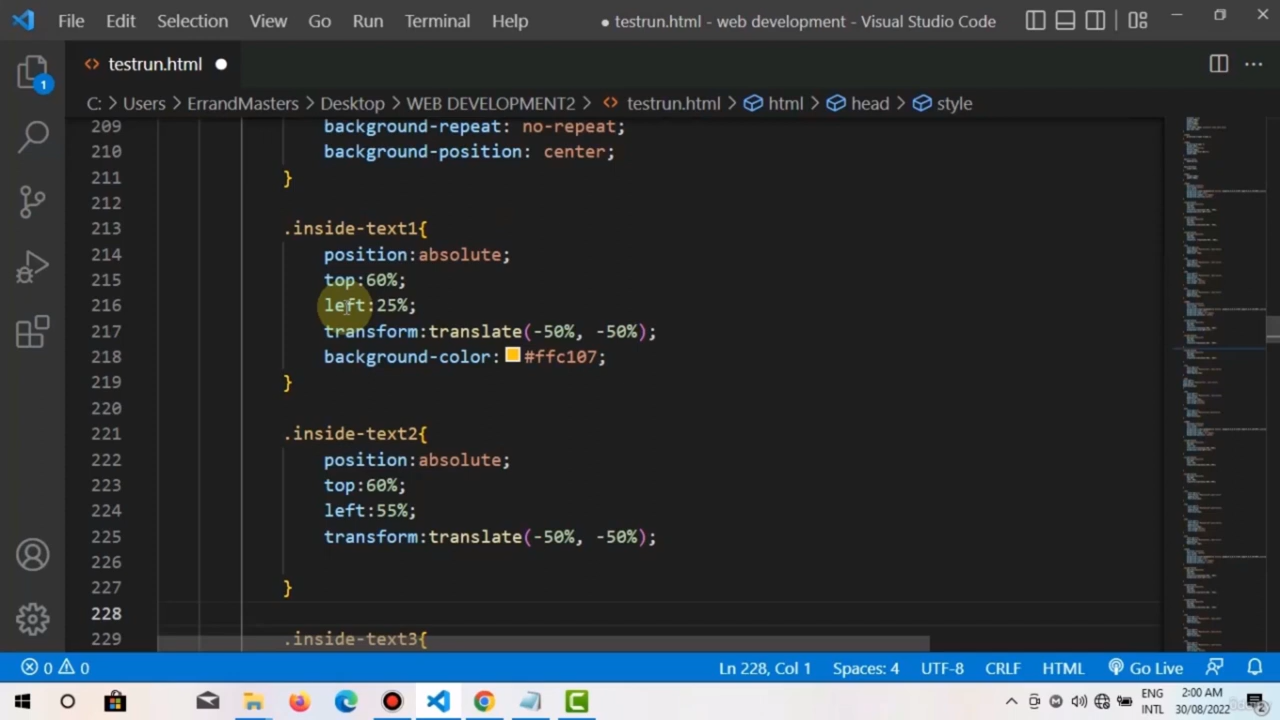 File Edit Selection View Go Run Terminal Help ● testrun.html - web development - Visual Studio Code
<> testrun.html ●
C: > Users > ErrandMasters > Desktop > WEB DEVELOPMENT2 > <> testrun.html > html > head > style
1
209 background-repeat: no-repeat;
210 background-position: center;
211 }
212
213 .inside-text1{
214 position:absolute;
215 top:60%;
216 left:25%;
217 transform:translate(-50%, -50%);
218 background-color: #ffc107;
219 }
220
221 .inside-text2{
222 position:absolute;
223 top:60%;
224 left:55%;
225 transform:translate(-50%, -50%);
226
227 }
228
229 .inside-text3{
0 0 Ln 228, Col 1 Spaces: 4 UTF-8 CRLF HTML Go Live
ENG 2:00 AM
INTL 30/08/2022 2